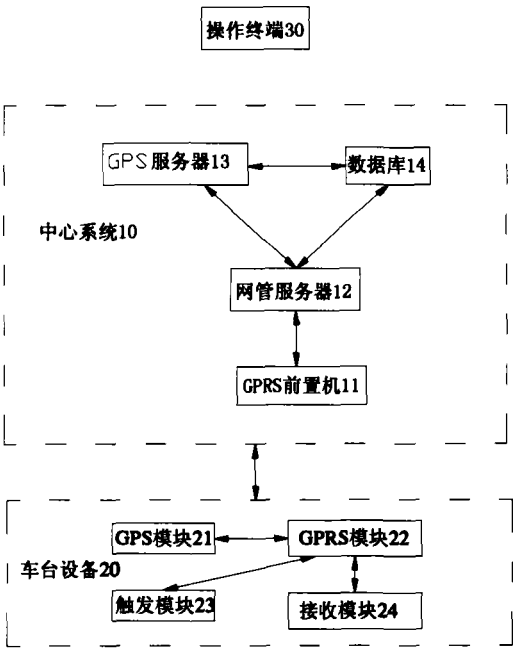 操作终端30
GPS服务器13
数据库14
中心系统10
网管服务器12
GPRS前置机11
GPS模块21
GPRS模块22
车台设备20
触发模块23
接收模块24